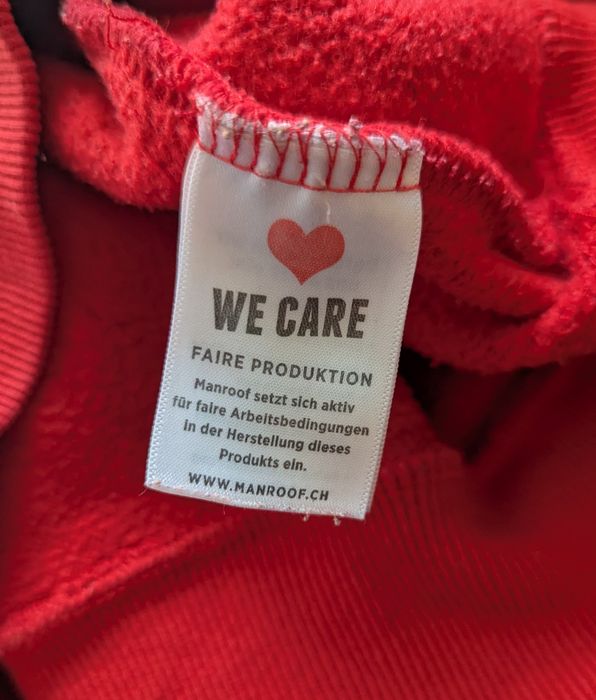 WE CARE
FAIRE PRODUKTION
Manroof setzt sich aktiv
für faire Arbeitsbedingungen
in der Herstellung dieses
Produkts ein.
WWW.MANROOF.CH